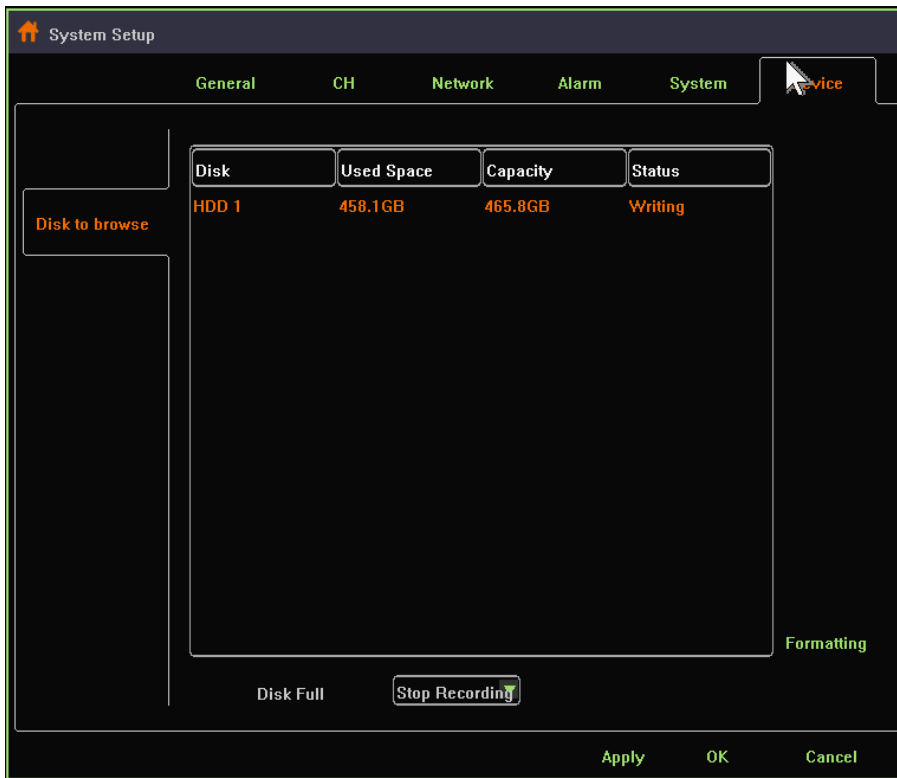 System Setup
General CH Network Alarm System
Disk Used Space Capacity Status
HDD 1 458.1GB 465.8GB Writing
Disk to browse
Formatting
Disk Full Stop Recording
Apply OK Cancel